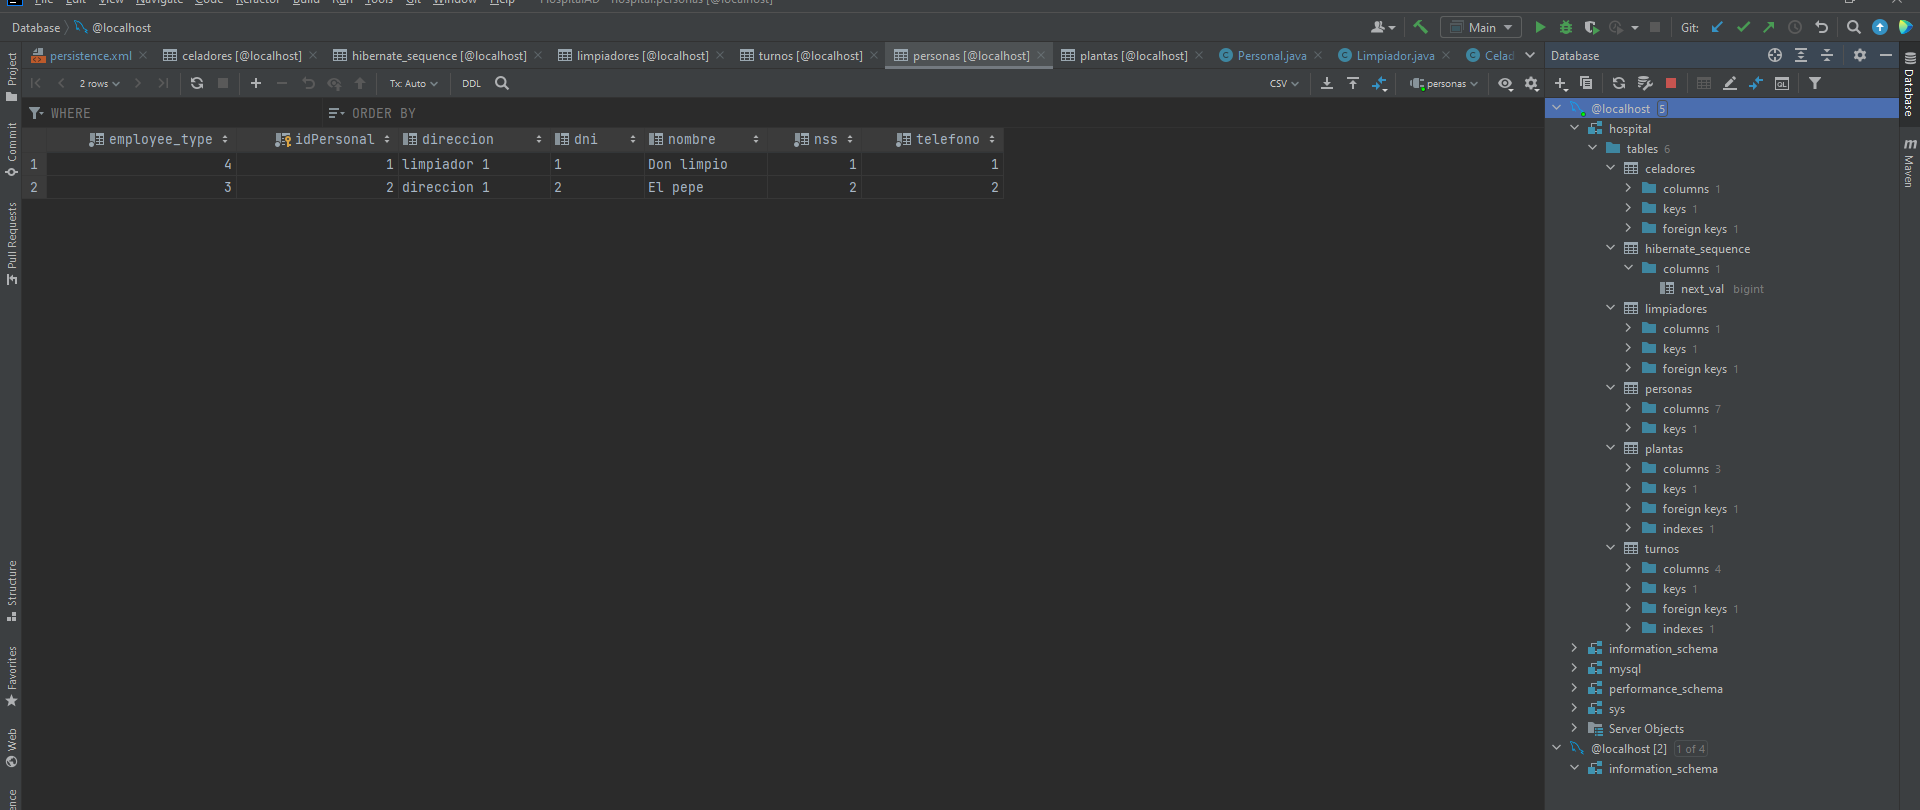 File Edit View Navigate Code Refactor Build Run Tools Git Window Help HospitalAD - hospital.personas [@localhost]
Database @localhost Main Git:
persistence.xml celadores [@localhost] hibernate_sequence [@localhost] limpiadores [@localhost] turnos [@localhost] personas [@localhost] plantas [@localhost] Personal.java Limpiador.java Celad
2 rows Tx: Auto DDL CSV personas
WHERE ORDER BY
employee_type idPersonal direccion dni nombre nss telefono
1 4 1 limpiador 1 1 Don limpio 1 1
2 3 2 direccion 1 2 El pepe 2 2
Project
Commit
Pull Requests
Structure
Favorites
Web
Database
@localhost 5
hospital
tables 6
celadores
columns 1
keys 1
foreign keys 1
hibernate_sequence
columns 1
next_val bigint
limpiadores
columns 1
keys 1
foreign keys 1
personas
columns 7
keys 1
plantas
columns 3
keys 1
foreign keys 1
indexes 1
turnos
columns 4
keys 1
foreign keys 1
indexes 1
information_schema
mysql
performance_schema
sys
Server Objects
@localhost [2] 1 of 4
information_schema
Database
m Maven